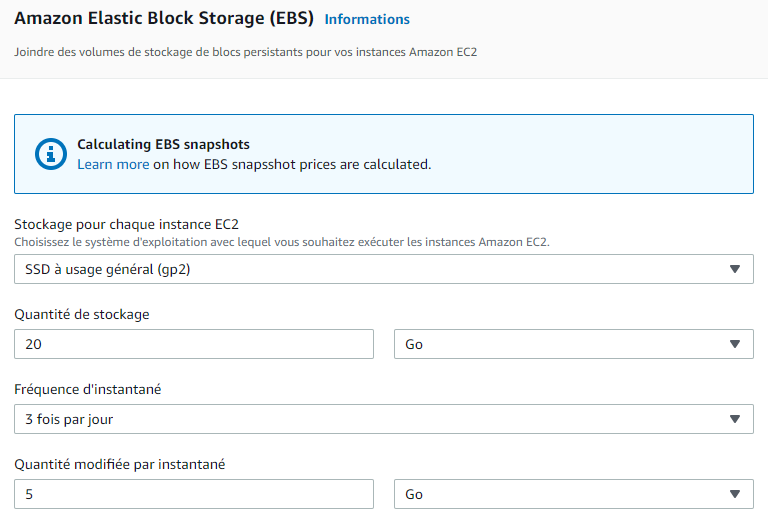 Amazon Elastic Block Storage (EBS) Informations
Joindre des volumes de stockage de blocs persistants pour vos instances Amazon EC2
Calculating EBS snapshots
Learn more on how EBS snapsshot prices are calculated.
Stockage pour chaque instance EC2
Choisissez le système d'exploitation avec lequel vous souhaitez exécuter les instances Amazon EC2.
SSD à usage général (gp2)
Quantité de stockage
20 Go
Fréquence d'instantané
3 fois par jour
Quantité modifiée par instantané
5 Go